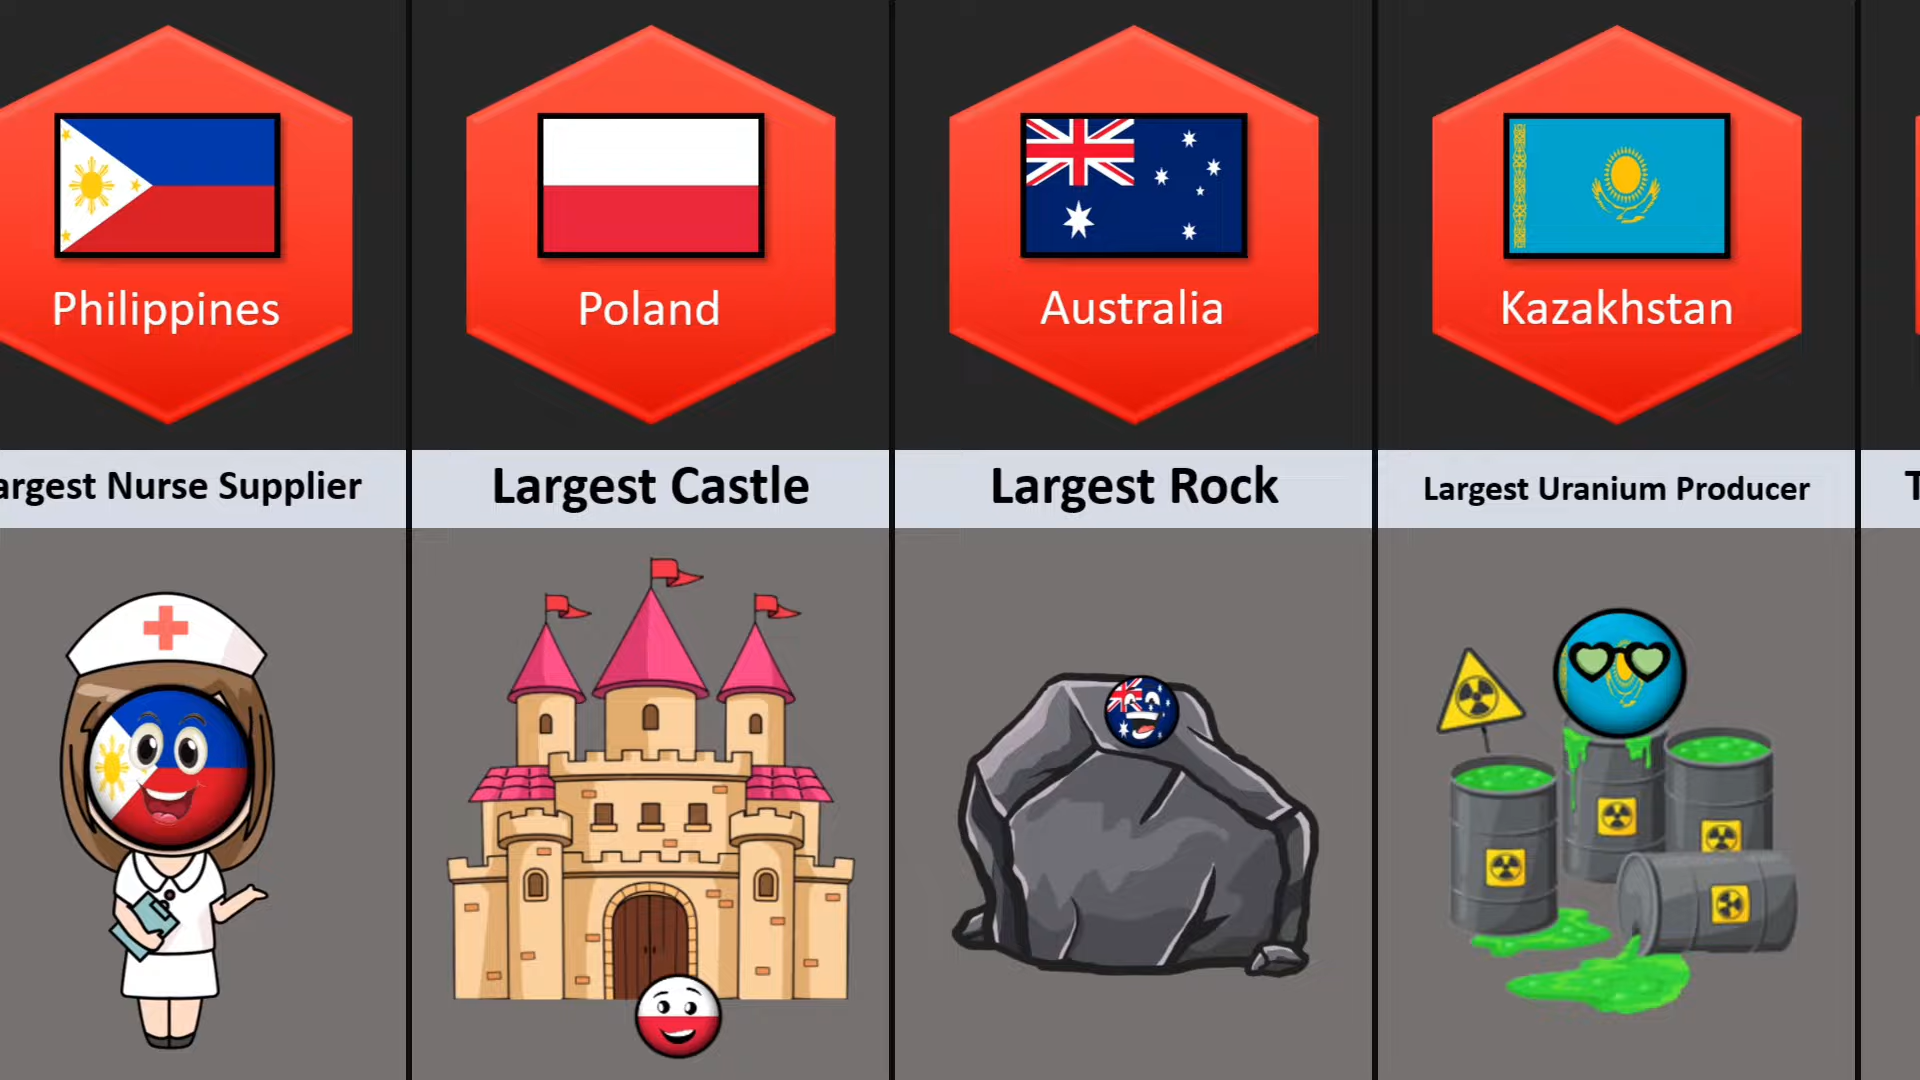 Philippines
Poland
Australia
Kazakhstan
argest Nurse Supplier
Largest Castle
Largest Rock
Largest Uranium Producer
T